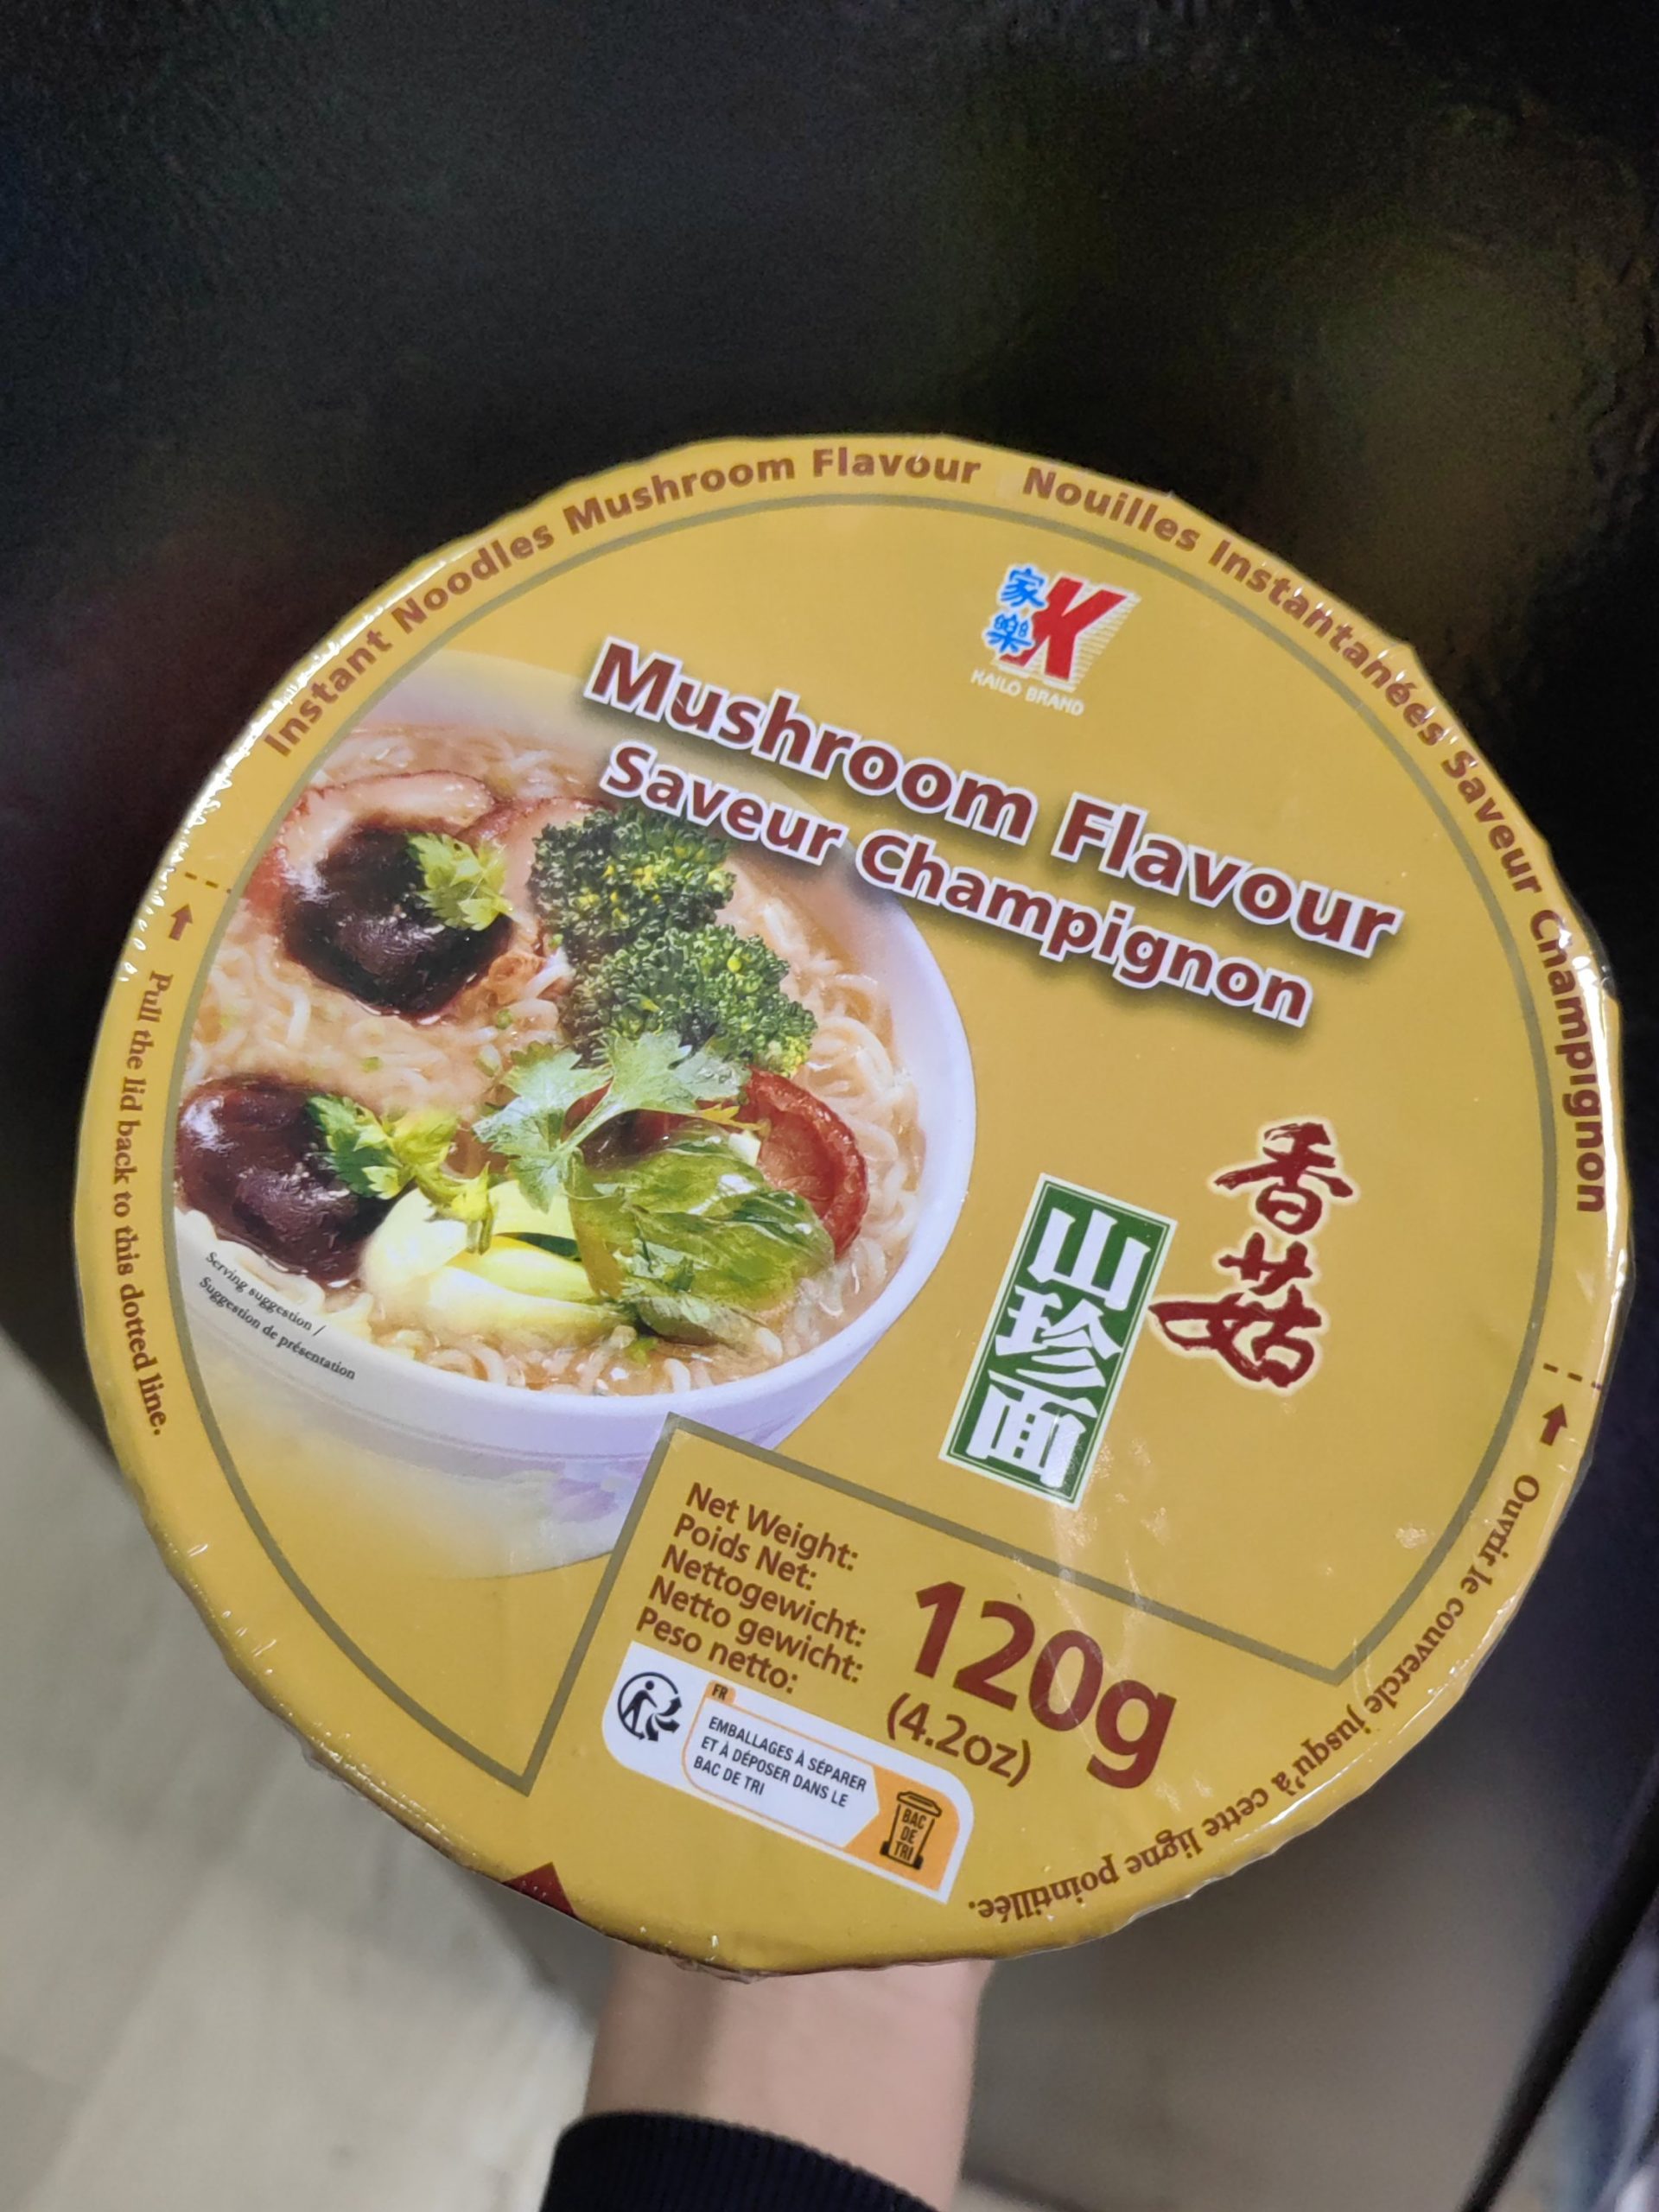 Instant Noodles Mushroom Flavour
Nouilles Instantanées Saveur Champignon
家樂
K
KAILO BRAND
Mushroom Flavour
Saveur Champignon
香菇
山珍面
Serving suggestion /
Suggestion de présentation
Pull the lid back to this dotted line.
Ouvrir le couvercle jusqu'à cette ligne pointillée.
Net Weight:
Poids Net:
Nettogewicht:
Netto gewicht:
Peso netto:
120g
(4.2oz)
FR
EMBALLAGES À SÉPARER
ET À DÉPOSER DANS LE
BAC DE TRI
BAC
DE
TRI